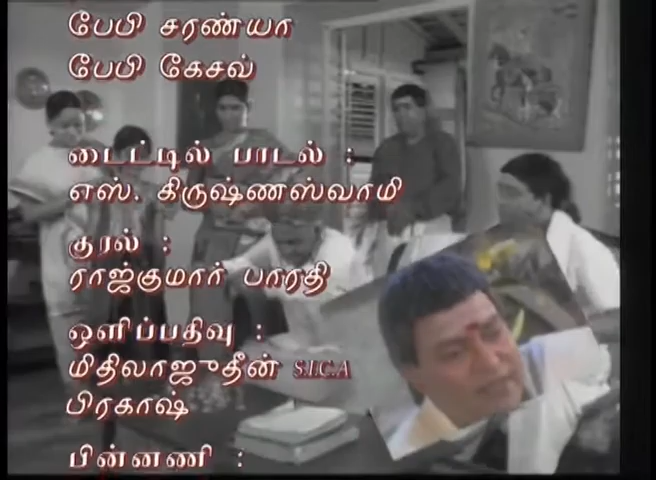 பேபி சரண்யா
பேபி கேசவ்
டைட்டில் பாடல் :
எஸ். கிருஷ்ணஸ்வாமி
குரல் :
ராஜ்குமார் பாரதி
ஒளிப்பதிவு :
மிதிலாஜுதீன் S.I.C.A
பிரகாஷ்
பின்னணி :